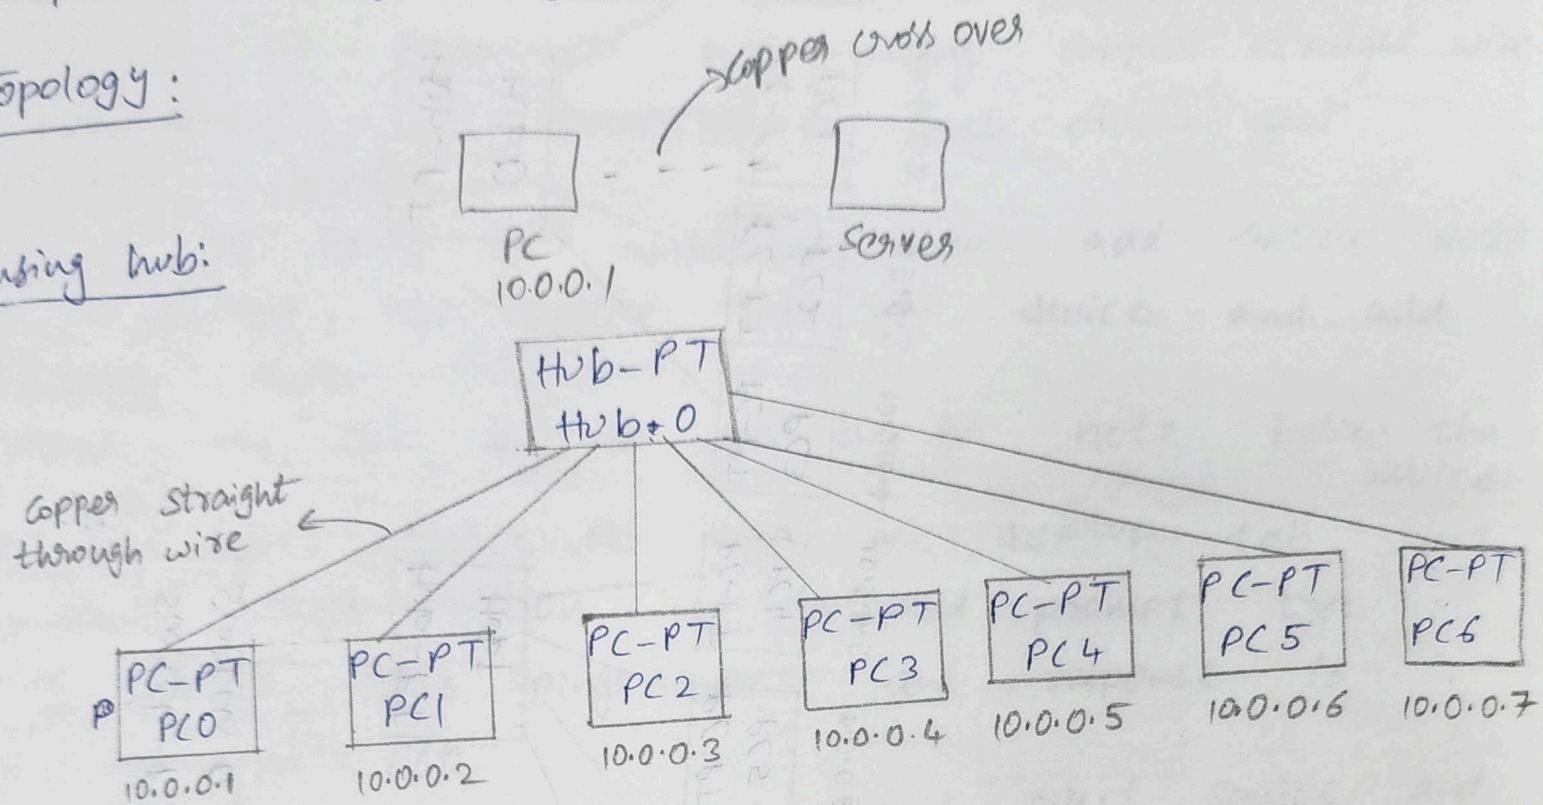 copper cross over
opology:
PC
Server
10.0.0.1
using hub:
Hub-PT
Hub-0
copper straight
through wire
PC-PT
PC0
10.0.0.1
PC-PT
PC1
10.0.0.2
PC-PT
PC2
10.0.0.3
PC-PT
PC3
10.0.0.4
PC-PT
PC4
10.0.0.5
PC-PT
PC5
10.0.0.6
PC-PT
PC6
10.0.0.7